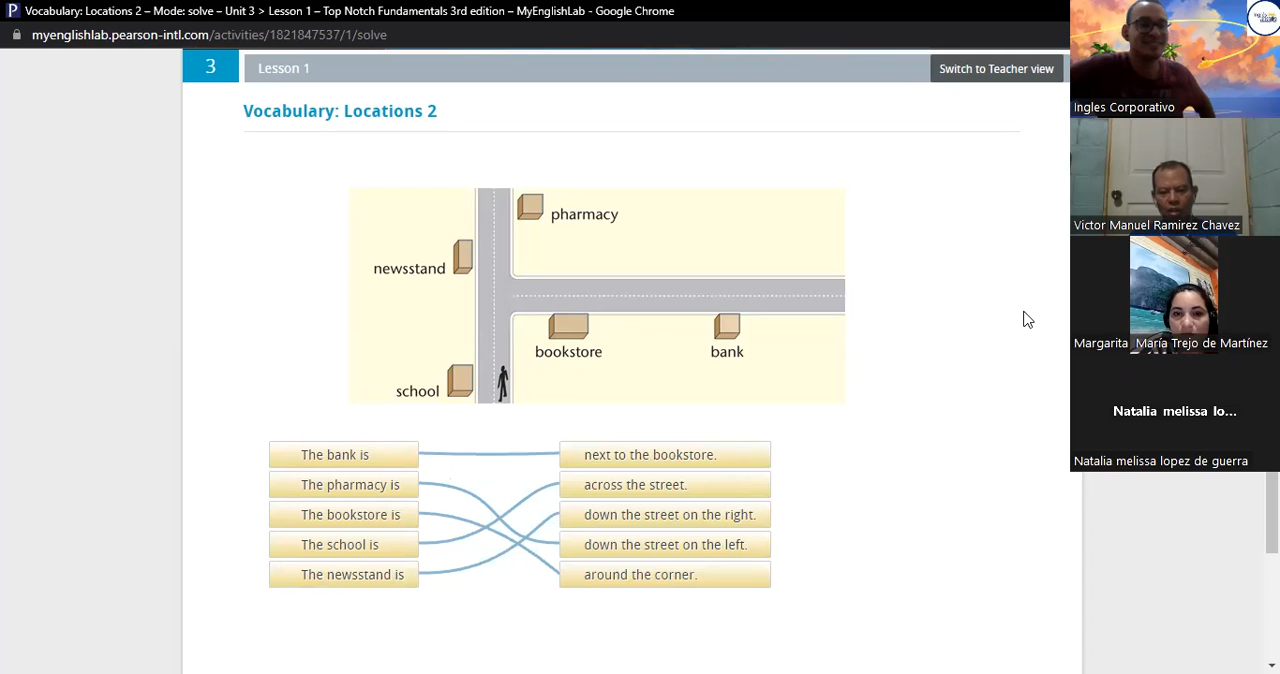 Vocabulary: Locations 2 – Mode: solve – Unit 3 > Lesson 1 – Top Notch Fundamentals 3rd edition – MyEnglishLab - Google Chrome
myenglishlab.pearson-intl.com/activities/1821847537/1/solve
3 Lesson 1 Switch to Teacher view
Vocabulary: Locations 2
pharmacy
newsstand
bookstore bank
school
The bank is next to the bookstore.
The pharmacy is across the street.
The bookstore is down the street on the right.
The school is down the street on the left.
The newsstand is around the corner.
Ingles Corporativo
Victor Manuel Ramirez Chavez
Margarita María Trejo de Martínez
Natalia melissa lo...
Natalia melissa lopez de guerra